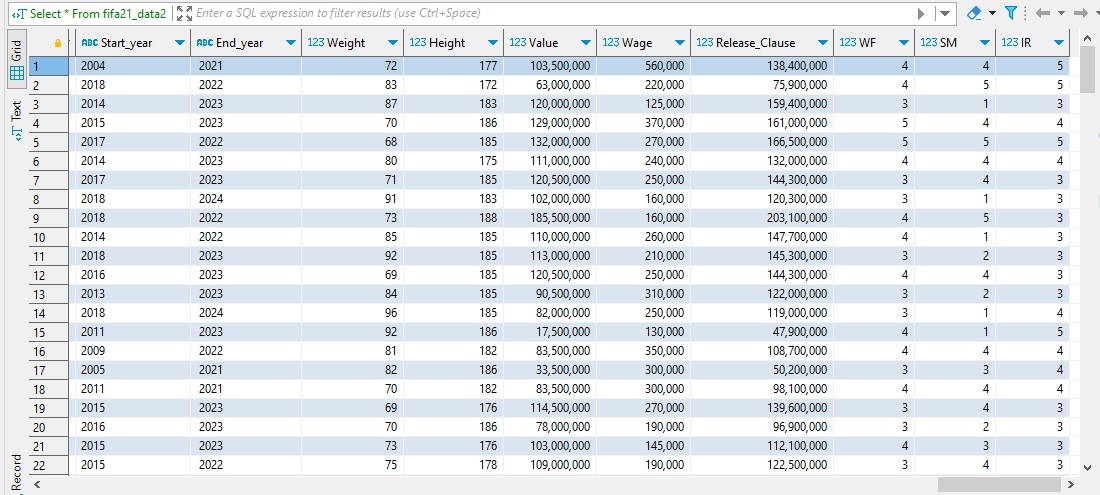 Select * From fifa21_data2 Enter a SQL expression to filter results (use Ctrl+Space)
Grid
Text
Record
ABC Start_year ABC End_year 123 Weight 123 Height 123 Value 123 Wage 123 Release_Clause 123 WF 123 SM 123 IR
1 2004 2021 72 177 103,500,000 560,000 138,400,000 4 4 5
2 2018 2022 83 172 63,000,000 220,000 75,900,000 4 5 5
3 2014 2023 87 183 120,000,000 125,000 159,400,000 3 1 3
4 2015 2023 70 186 129,000,000 370,000 161,000,000 5 4 4
5 2017 2022 68 185 132,000,000 270,000 166,500,000 5 5 5
6 2014 2023 80 175 111,000,000 240,000 132,000,000 4 4 4
7 2017 2023 71 185 120,500,000 250,000 144,300,000 3 4 3
8 2018 2024 91 183 102,000,000 160,000 120,300,000 3 1 3
9 2018 2022 73 188 185,500,000 160,000 203,100,000 4 5 3
10 2014 2022 85 185 110,000,000 260,000 147,700,000 4 1 3
11 2018 2023 92 185 113,000,000 210,000 145,300,000 3 2 3
12 2016 2023 69 185 120,500,000 250,000 144,300,000 4 4 3
13 2013 2023 84 185 90,500,000 310,000 122,000,000 3 2 3
14 2018 2024 96 185 82,000,000 250,000 119,000,000 3 1 4
15 2011 2023 92 186 17,500,000 130,000 47,900,000 4 1 5
16 2009 2022 81 182 83,500,000 350,000 108,700,000 4 4 4
17 2005 2021 82 186 33,500,000 300,000 50,200,000 3 3 4
18 2011 2021 70 182 83,500,000 300,000 98,100,000 4 4 4
19 2015 2023 69 176 114,500,000 270,000 139,600,000 3 4 3
20 2016 2023 70 186 78,000,000 190,000 96,900,000 3 2 3
21 2015 2023 73 176 103,000,000 145,000 112,100,000 4 3 3
22 2015 2022 75 178 109,000,000 190,000 122,500,000 3 4 3